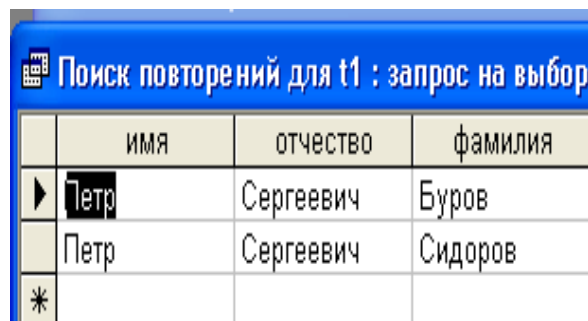 Поиск повторений для t1 : запрос на выбор
имя отчество фамилия
Петр Сергеевич Буров
Петр Сергеевич Сидоров